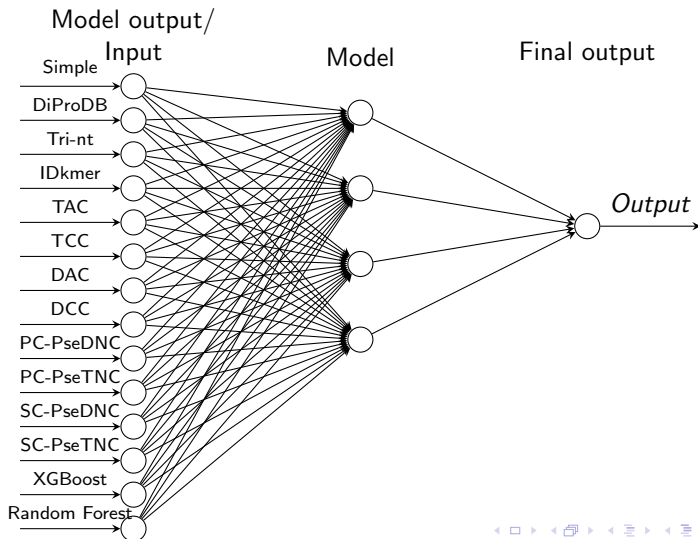 Model output/
Input
Model
Final output
Simple
DiProDB
Tri-nt
IDkmer
TAC
TCC
DAC
DCC
PC-PseDNC
PC-PseTNC
SC-PseDNC
SC-PseTNC
XGBoost
Random Forest
Output